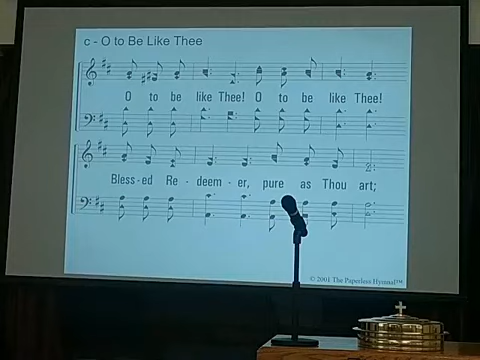 c - O to Be Like Thee
O to be like Thee! O to be like Thee!
Bless-ed Re - deem - er, pure as Thou art;
© 2001 The Paperless Hymnal™